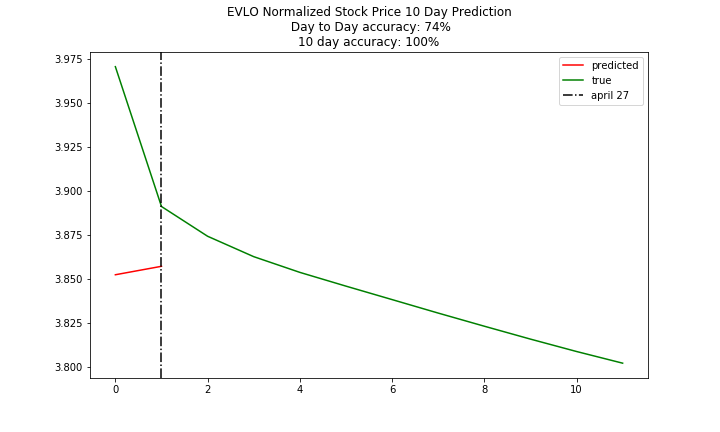 EVLO Normalized Stock Price 10 Day Prediction
Day to Day accuracy: 74%
10 day accuracy: 100%
predicted
true
april 27
3.975
3.950
3.925
3.900
3.875
3.850
3.825
3.800
0 2 4 6 8 10